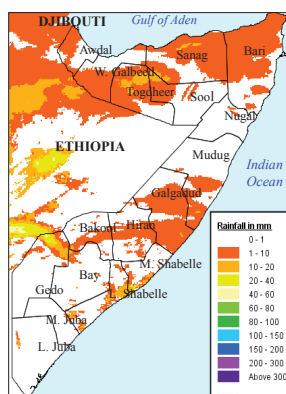 DJIBOUTI
Gulf of Aden
Awdal
Sanag
Bari
W. Galbeed
Togdheer
Sool
Nugal
ETHIOPIA
Mudug
Indian
Ocean
Galgadud
Hiran
Bakool
M. Shabelle
Bay
Gedo
L. Shabelle
M. Juba
L. Juba
Rainfall in mm
0 - 1
1 - 10
10 - 20
20 - 40
40 - 60
60 - 80
80 - 100
100 - 150
150 - 200
200 - 300
Above 300